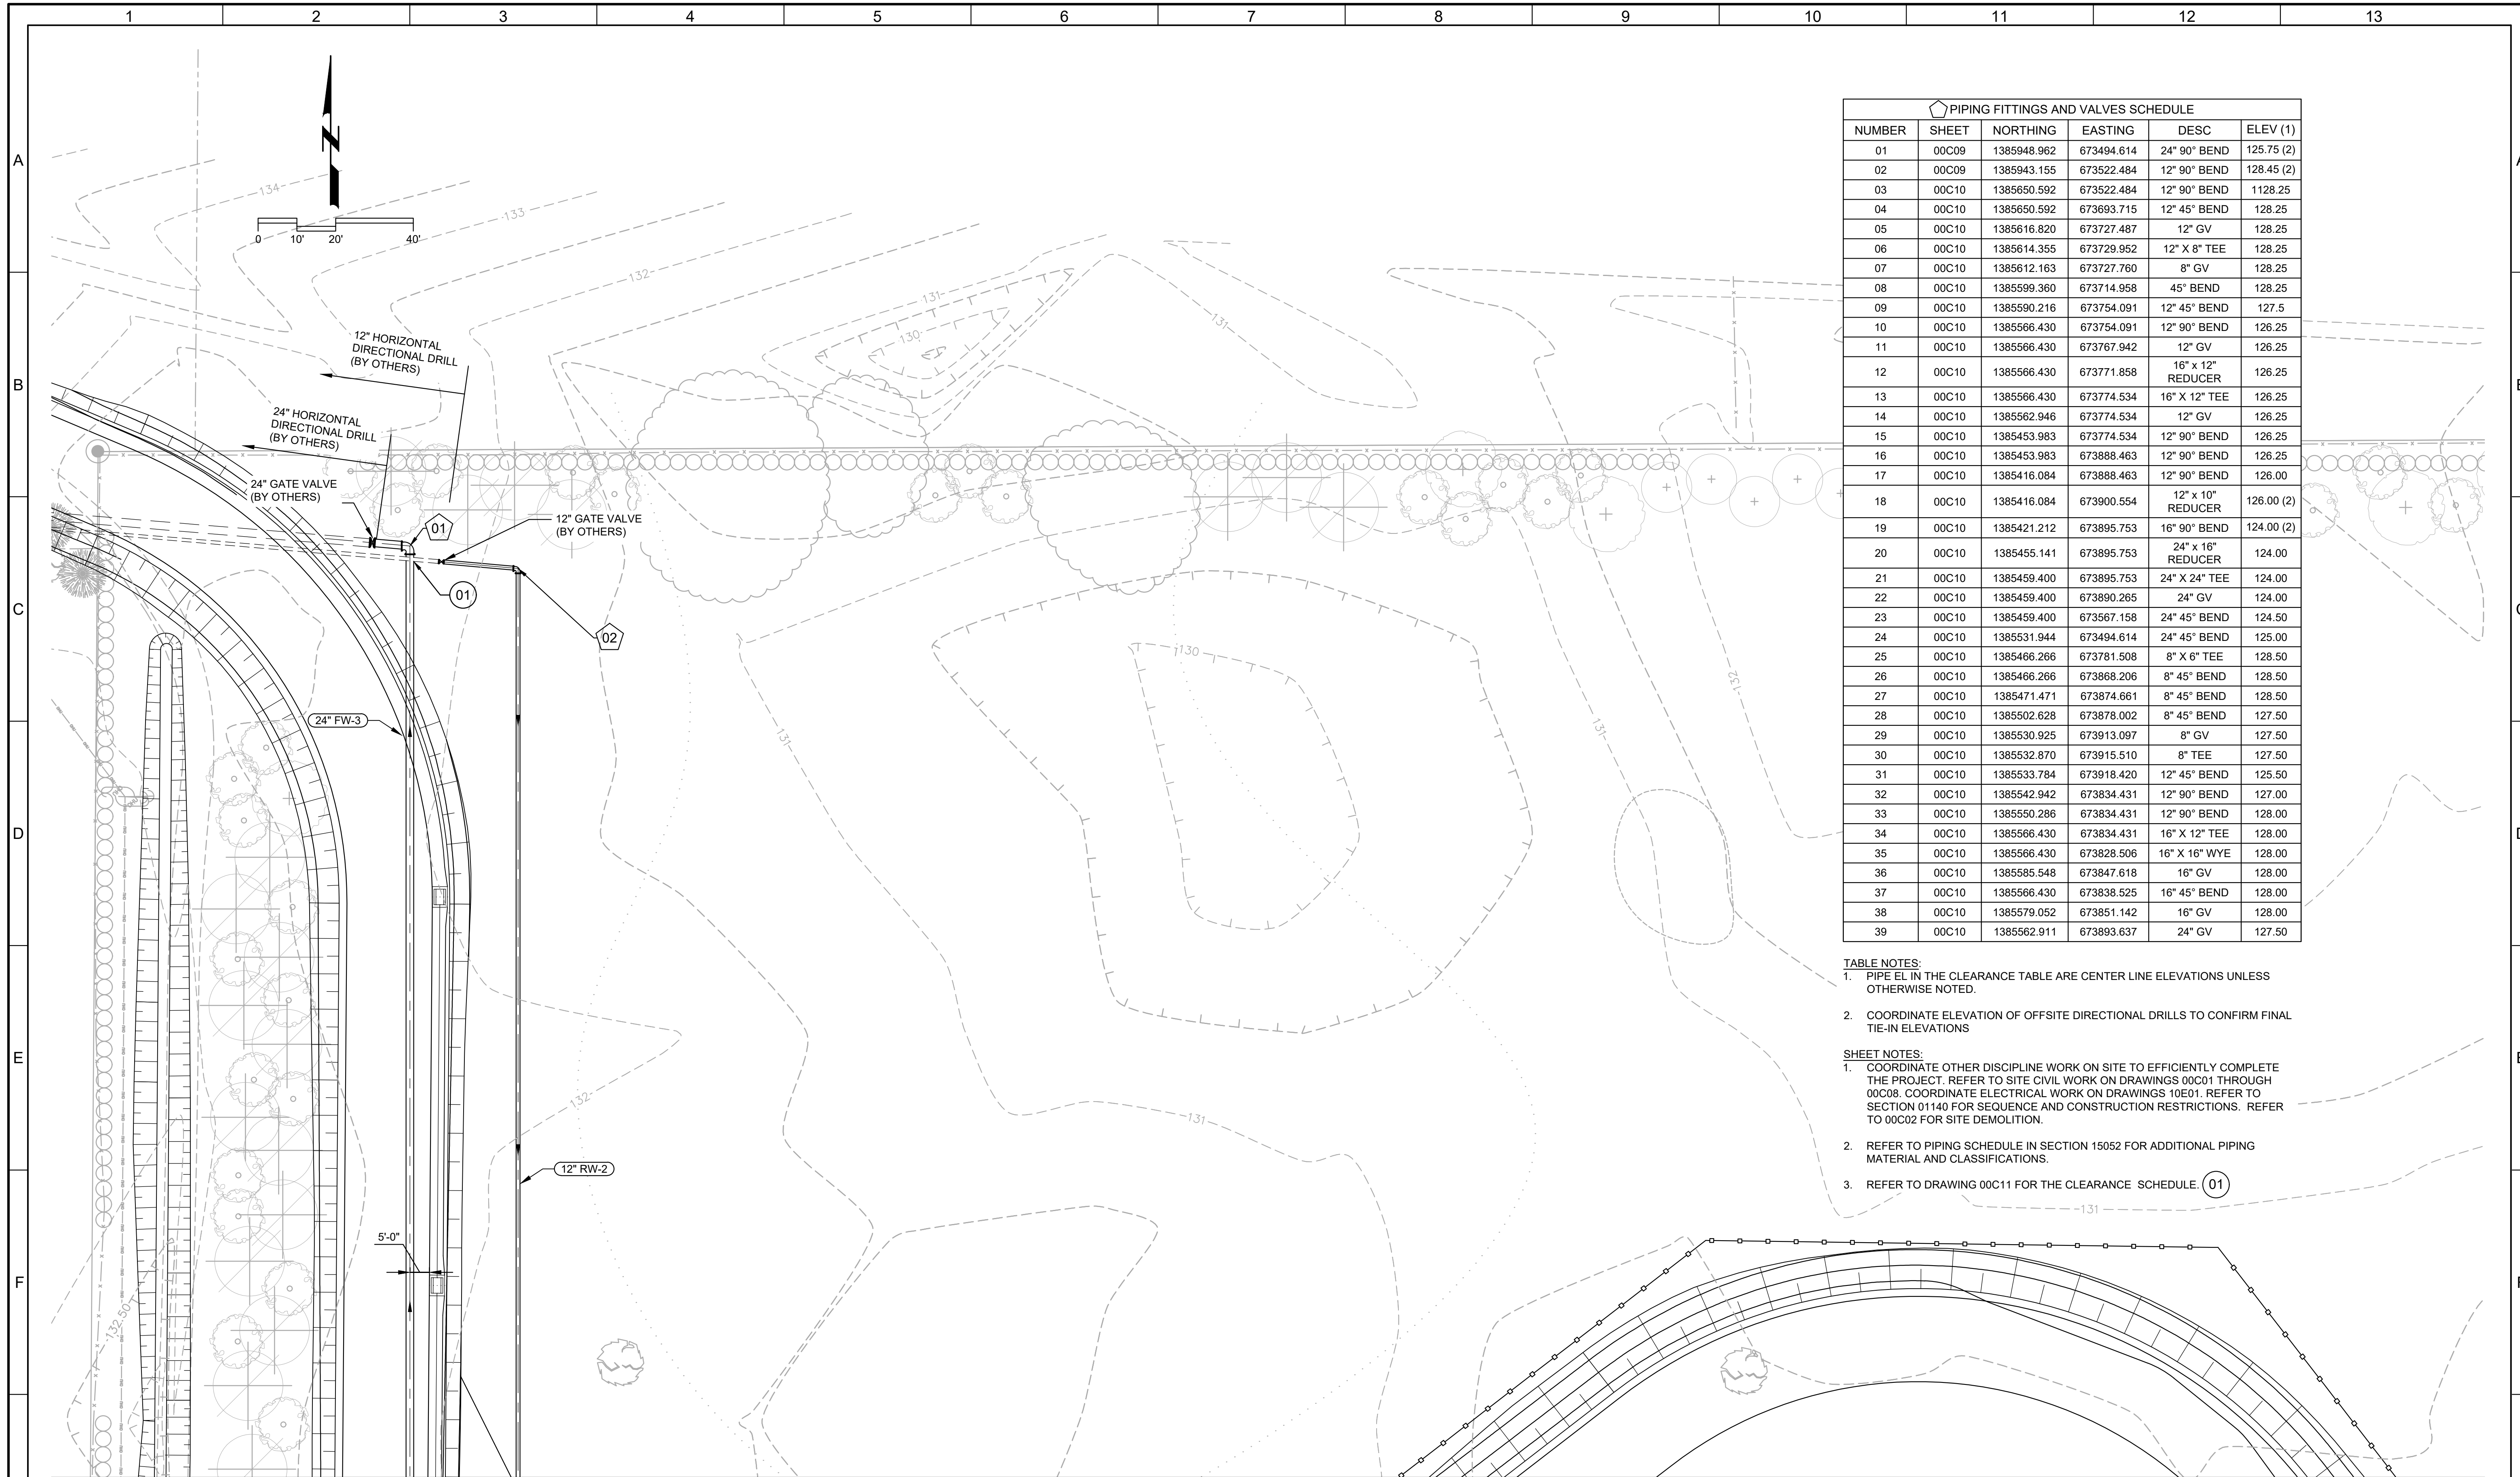 1 2 3 4 5 6 7 8 9 10 11 12 13
A
B
C
D
E
F
N
0 10' 20' 40'
134
133
132
131
130
131
12" HORIZONTAL
DIRECTIONAL DRILL
(BY OTHERS)
24" HORIZONTAL
DIRECTIONAL DRILL
(BY OTHERS)
24" GATE VALVE
(BY OTHERS)
01
12" GATE VALVE
(BY OTHERS)
01
02
130
132
24" FW-3
131
131
132
131
12" RW-2
5'-0"
132.50
131
PIPING FITTINGS AND VALVES SCHEDULE
NUMBER SHEET NORTHING EASTING DESC ELEV (1)
01 00C09 1385948.962 673494.614 24" 90° BEND 125.75 (2)
02 00C09 1385943.155 673522.484 12" 90° BEND 128.45 (2)
03 00C10 1385650.592 673522.484 12" 90° BEND 1128.25
04 00C10 1385650.592 673693.715 12" 45° BEND 128.25
05 00C10 1385616.820 673727.487 12" GV 128.25
06 00C10 1385614.355 673729.952 12" X 8" TEE 128.25
07 00C10 1385612.163 673727.760 8" GV 128.25
08 00C10 1385599.360 673714.958 45° BEND 128.25
09 00C10 1385590.216 673754.091 12" 45° BEND 127.5
10 00C10 1385566.430 673754.091 12" 90° BEND 126.25
11 00C10 1385566.430 673767.942 12" GV 126.25
12 00C10 1385566.430 673771.858 16" x 12" REDUCER 126.25
13 00C10 1385566.430 673774.534 16" X 12" TEE 126.25
14 00C10 1385562.946 673774.534 12" GV 126.25
15 00C10 1385453.983 673774.534 12" 90° BEND 126.25
16 00C10 1385453.983 673888.463 12" 90° BEND 126.25
17 00C10 1385416.084 673888.463 12" 90° BEND 126.00
18 00C10 1385416.084 673900.554 12" x 10" REDUCER 126.00 (2)
19 00C10 1385421.212 673895.753 16" 90° BEND 124.00 (2)
20 00C10 1385455.141 673895.753 24" x 16" REDUCER 124.00
21 00C10 1385459.400 673895.753 24" X 24" TEE 124.00
22 00C10 1385459.400 673890.265 24" GV 124.00
23 00C10 1385459.400 673567.158 24" 45° BEND 124.50
24 00C10 1385531.944 673494.614 24" 45° BEND 125.00
25 00C10 1385466.266 673781.508 8" X 6" TEE 128.50
26 00C10 1385466.266 673868.206 8" 45° BEND 128.50
27 00C10 1385471.471 673874.661 8" 45° BEND 128.50
28 00C10 1385502.628 673878.002 8" 45° BEND 127.50
29 00C10 1385530.925 673913.097 8" GV 127.50
30 00C10 1385532.870 673915.510 8" TEE 127.50
31 00C10 1385533.784 673918.420 12" 45° BEND 125.50
32 00C10 1385542.942 673834.431 12" 90° BEND 127.00
33 00C10 1385550.286 673834.431 12" 90° BEND 128.00
34 00C10 1385566.430 673834.431 16" X 12" TEE 128.00
35 00C10 1385566.430 673828.506 16" X 16" WYE 128.00
36 00C10 1385585.548 673847.618 16" GV 128.00
37 00C10 1385566.430 673838.525 16" 45° BEND 128.00
38 00C10 1385579.052 673851.142 16" GV 128.00
39 00C10 1385562.911 673893.637 24" GV 127.50
TABLE NOTES:
1. PIPE EL IN THE CLEARANCE TABLE ARE CENTER LINE ELEVATIONS UNLESS
OTHERWISE NOTED.
2. COORDINATE ELEVATION OF OFFSITE DIRECTIONAL DRILLS TO CONFIRM FINAL
TIE-IN ELEVATIONS
SHEET NOTES:
1. COORDINATE OTHER DISCIPLINE WORK ON SITE TO EFFICIENTLY COMPLETE
THE PROJECT. REFER TO SITE CIVIL WORK ON DRAWINGS 00C01 THROUGH
00C08. COORDINATE ELECTRICAL WORK ON DRAWINGS 10E01. REFER TO
SECTION 01140 FOR SEQUENCE AND CONSTRUCTION RESTRICTIONS. REFER
TO 00C02 FOR SITE DEMOLITION.
2. REFER TO PIPING SCHEDULE IN SECTION 15052 FOR ADDITIONAL PIPING
MATERIAL AND CLASSIFICATIONS.
3. REFER TO DRAWING 00C11 FOR THE CLEARANCE SCHEDULE. 01